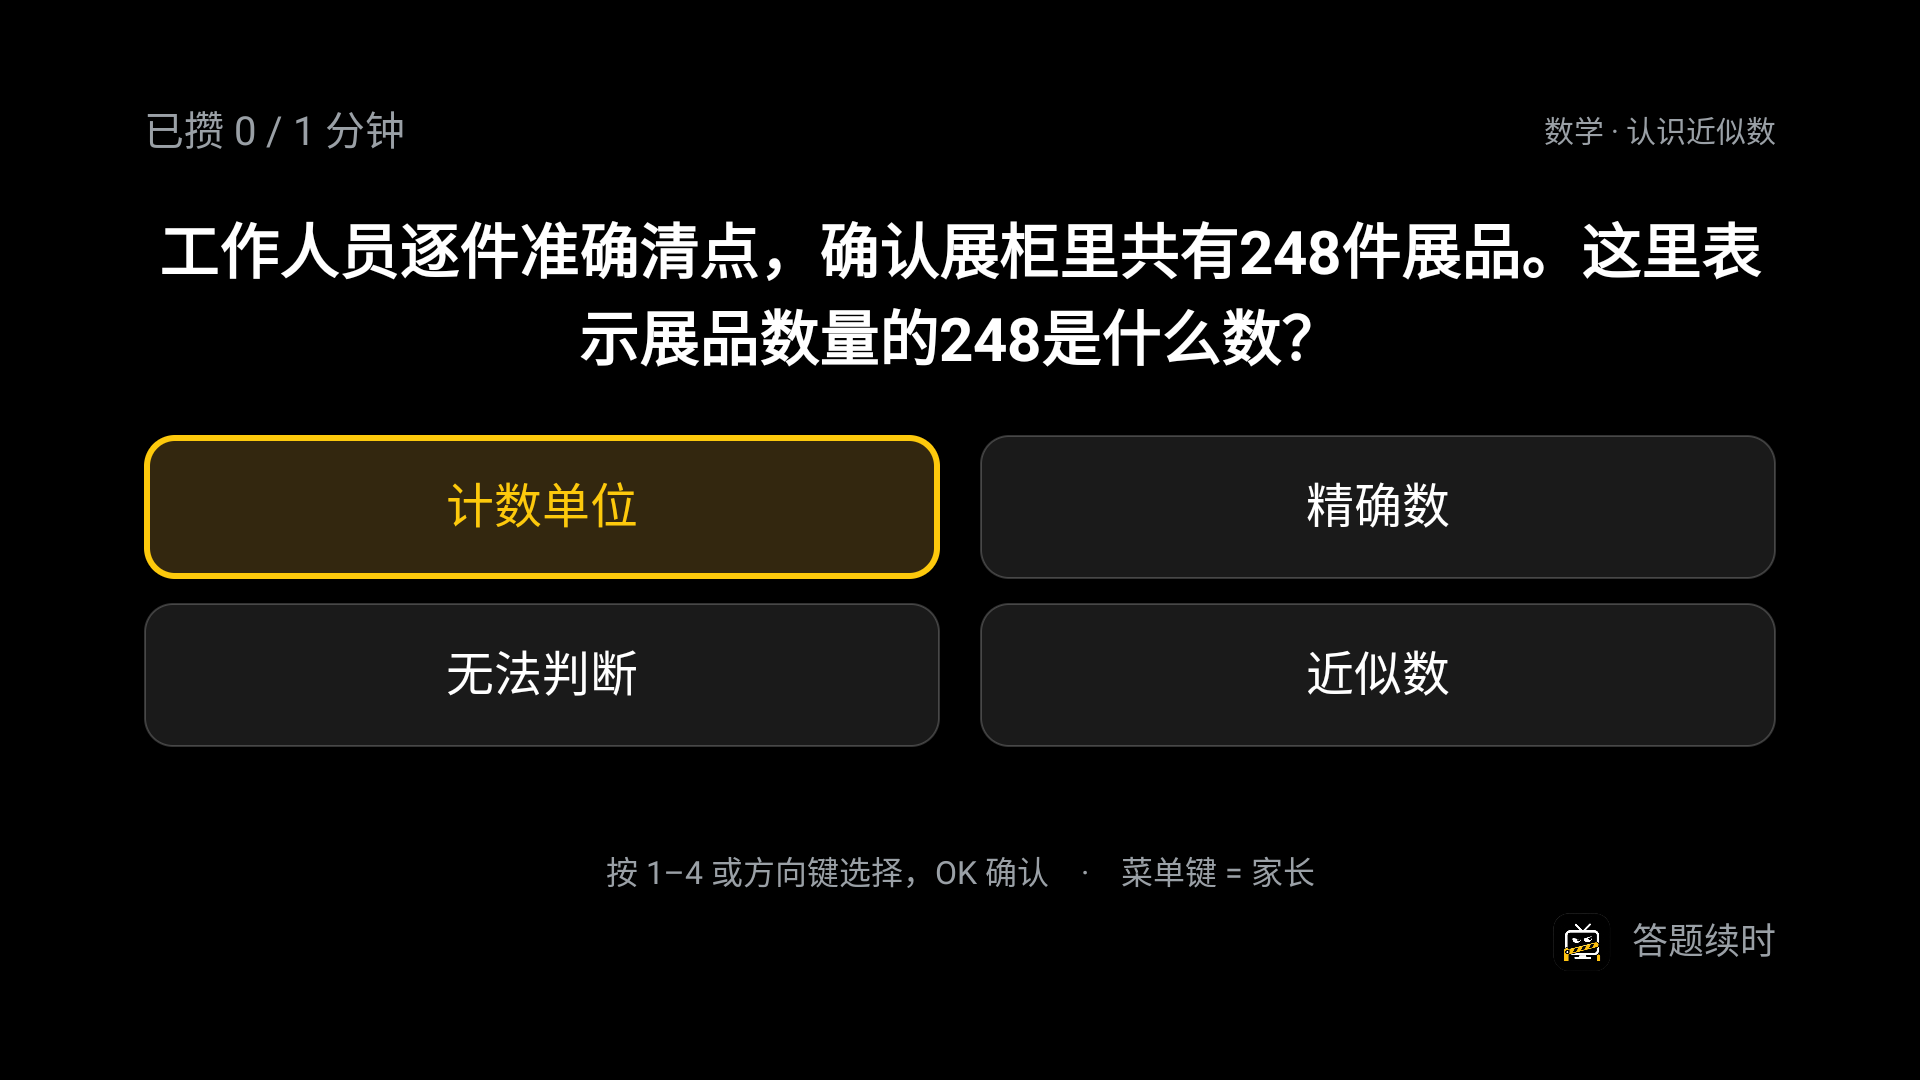 已攒 0 / 1 分钟
数学 · 认识近似数
工作人员逐件准确清点，确认展柜里共有248件展品。这里表
示展品数量的248是什么数？
计数单位
精确数
无法判断
近似数
按 1–4 或方向键选择，OK 确认 · 菜单键 = 家长
答题续时